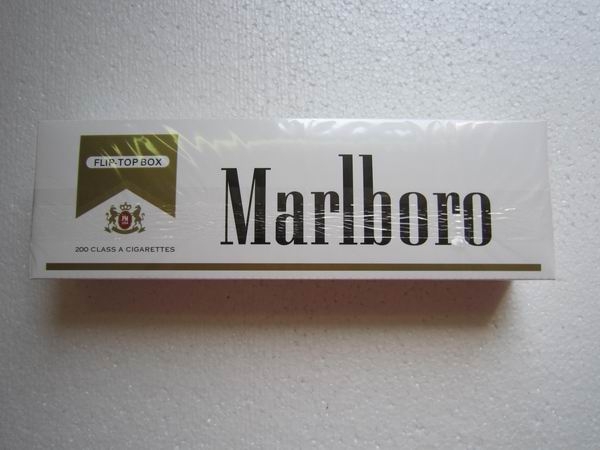 FLIP-TOP BOX
Marlboro
200 CLASS A CIGARETTES